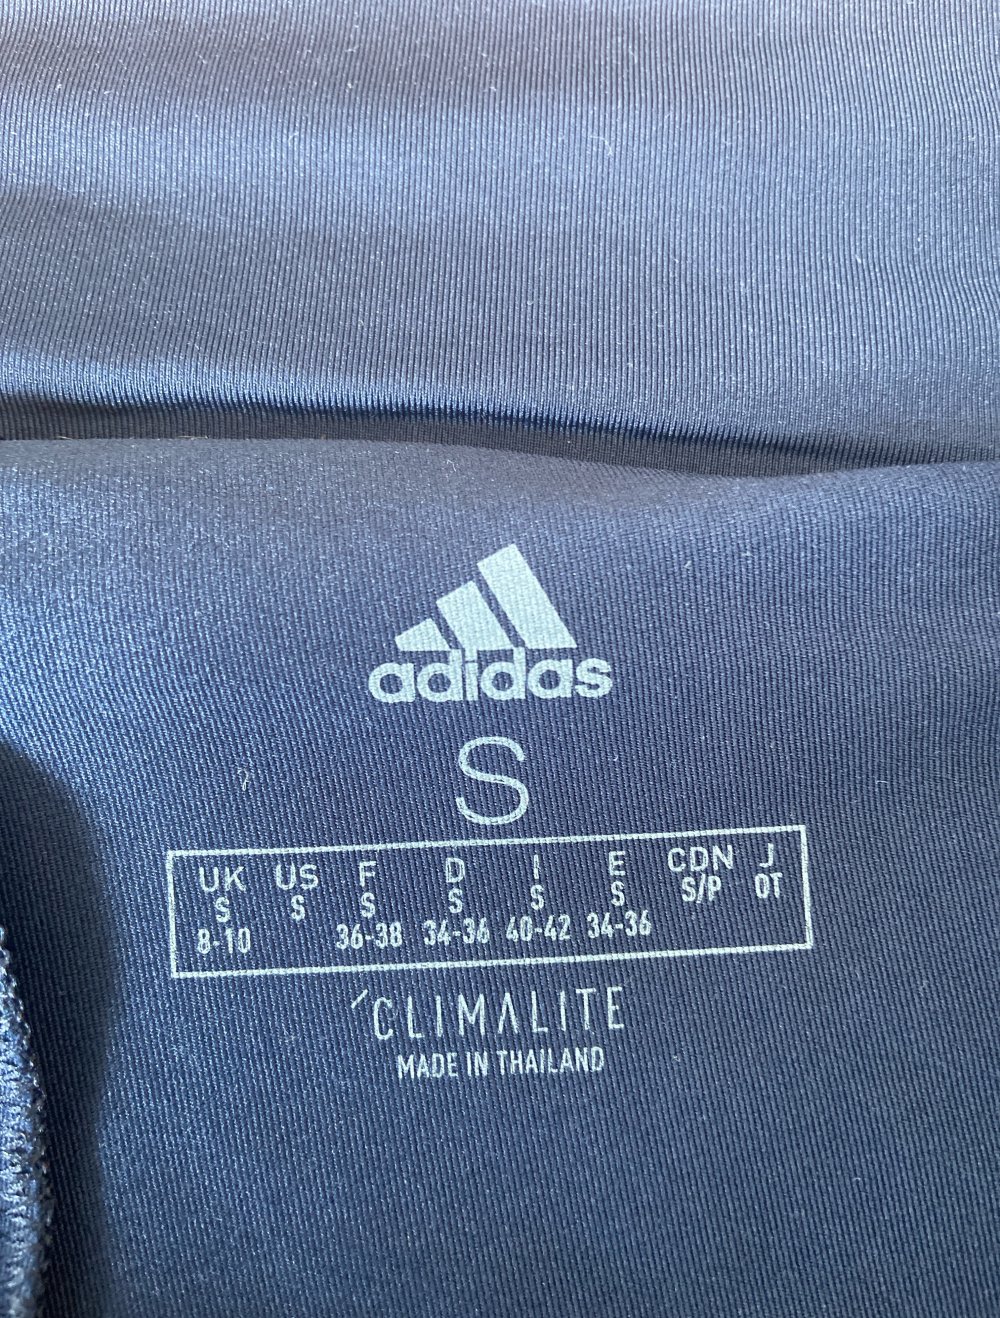 adidas
S
UK US F D I E CDN J
S S S S S S S/P OT
8-10 36-38 34-36 40-42 34-36
CLIMALITE
MADE IN THAILAND